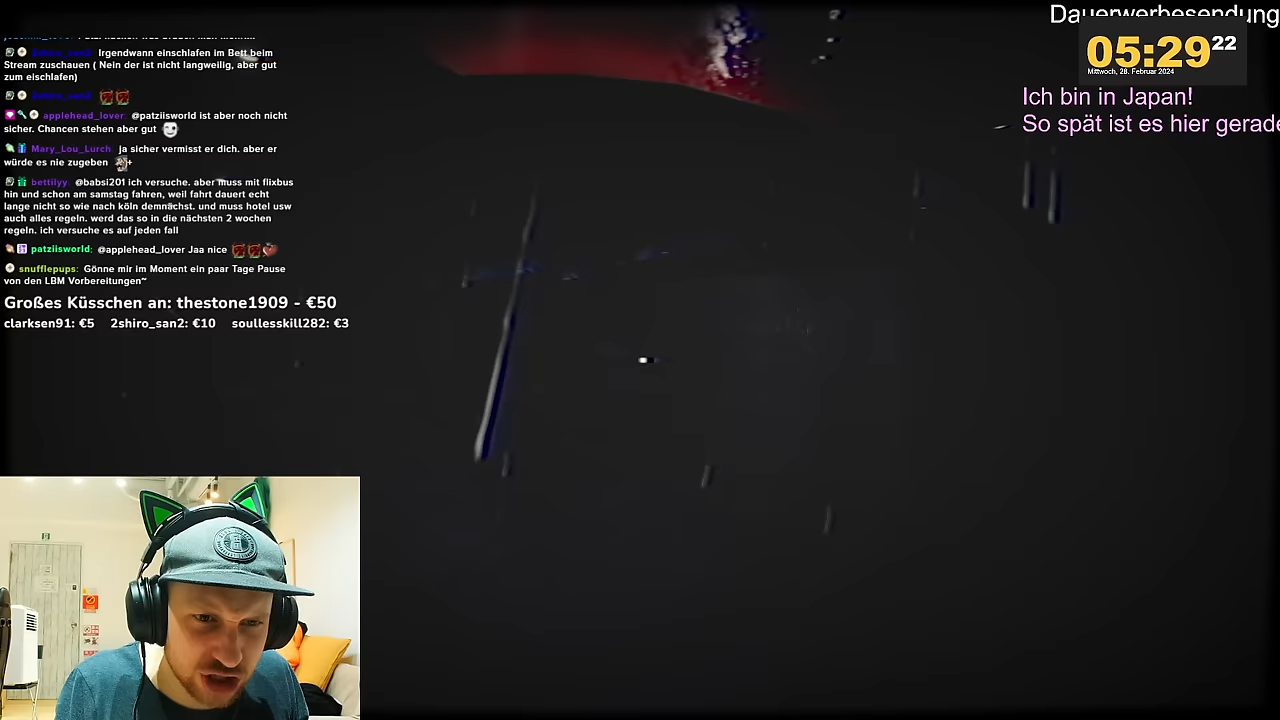 Irgendwann einschlafen im Bett beim
Stream zuschauen ( Nein der ist nicht langweilig, aber gut
zum eischlafen)
applehead_lover: @patziisworld ist aber noch nicht
sicher. Chancen stehen aber gut
Mary_Lou_Lurch: ja sicher vermisst er dich. aber er
würde es nie zugeben
bettilyy: @babsi201 ich versuche. aber muss mit flixbus
hin und schon am samstag fahren, weil fahrt dauert echt
lange nicht so wie nach köln demnächst. und muss hotel usw
auch alles regeln. werd das so in die nächsten 2 wochen
regeln. ich versuche es auf jeden fall
patziisworld: @applehead_lover Jaa nice
snufflepups: Gönne mir im Moment ein paar Tage Pause
von den LBM Vorbereitungen~
Großes Küsschen an: thestone1909 - €50
clarksen91: €5 2shiro_san2: €10 soullesskill282: €3
Dauerwerbesendung
05:29 22
Mittwoch, 28. Februar 2024
Ich bin in Japan!
So spät ist es hier gerade